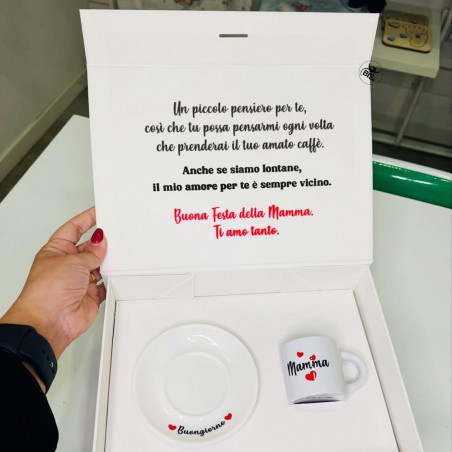 Un piccolo pensiero per te,
così che tu possa pensarmi ogni volta
che prenderai il tuo amato caffè.
Anche se siamo lontane,
il mio amore per te è sempre vicino.
Buona Festa della Mamma.
Ti amo tanto.
Mamma
Buongiorno